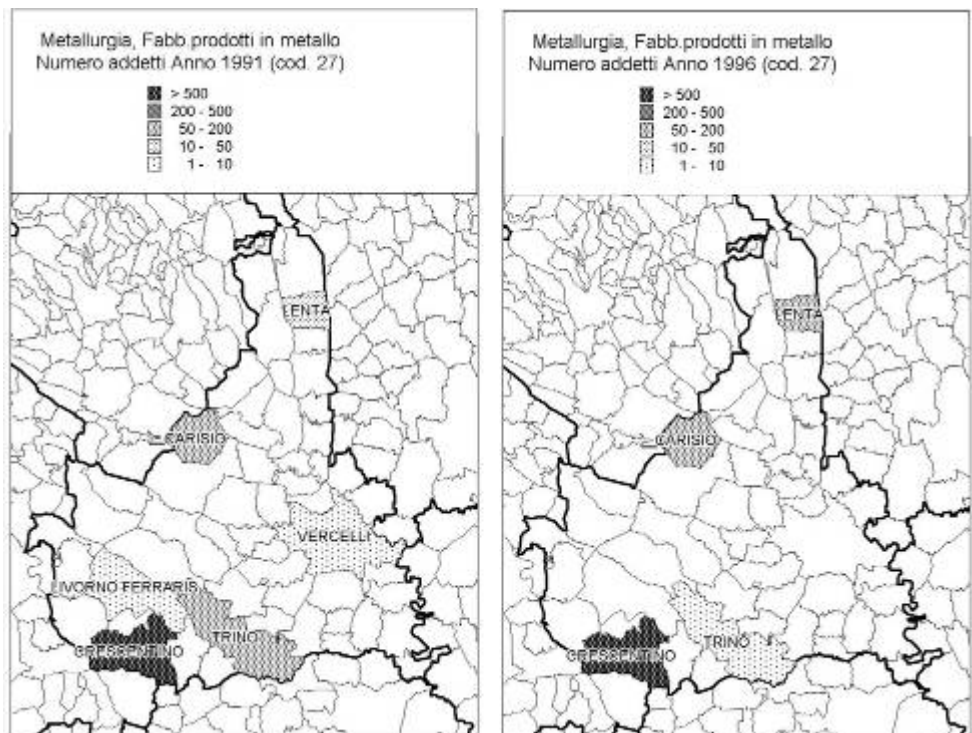 Metallurgia, Fabb.prodotti in metallo
Numero addetti Anno 1991 (cod. 27)
> 500
200 - 500
50 - 200
10 - 50
1 - 10
LENTA
CARISIO
VERCELLI
LIVORNO FERRARIS
TRINO
CRESCENTINO
Metallurgia, Fabb.prodotti in metallo
Numero addetti Anno 1996 (cod. 27)
> 500
200 - 500
50 - 200
10 - 50
1 - 10
LENTA
CARISIO
TRINO
CRESCENTINO